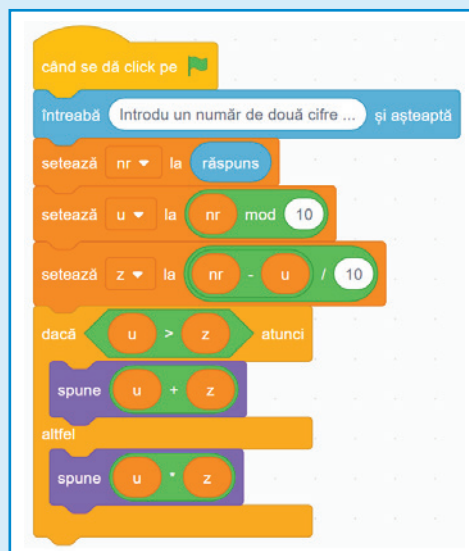 când se dă click pe
întreabă Introdu un număr de două cifre ... și așteaptă
setează nr la răspuns
setează u la nr mod 10
setează z la nr - u / 10
dacă u > z atunci
spune u + z
altfel
spune u * z